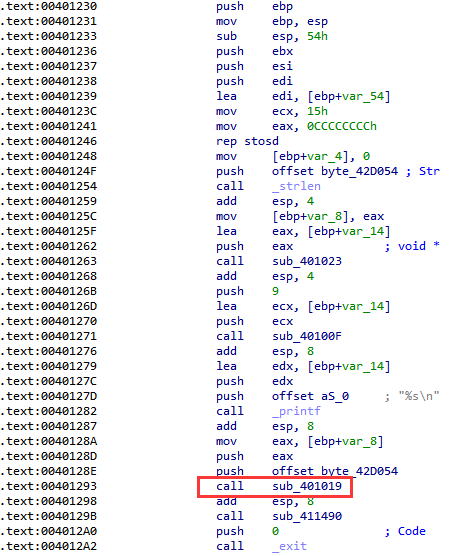 .text:00401230 push ebp
.text:00401231 mov ebp, esp
.text:00401233 sub esp, 54h
.text:00401236 push ebx
.text:00401237 push esi
.text:00401238 push edi
.text:00401239 lea edi, [ebp+var_54]
.text:0040123C mov ecx, 15h
.text:00401241 mov eax, 0CCCCCCCCh
.text:00401246 rep stosd
.text:00401248 mov [ebp+var_4], 0
.text:0040124F push offset byte_42D054 ; Str
.text:00401254 call _strlen
.text:00401259 add esp, 4
.text:0040125C mov [ebp+var_8], eax
.text:0040125F lea eax, [ebp+var_14]
.text:00401262 push eax ; void *
.text:00401263 call sub_401023
.text:00401268 add esp, 4
.text:0040126B push 9
.text:0040126D lea ecx, [ebp+var_14]
.text:00401270 push ecx
.text:00401271 call sub_40100F
.text:00401276 add esp, 8
.text:00401279 lea edx, [ebp+var_14]
.text:0040127C push edx
.text:0040127D push offset aS_0 ; "%s\n"
.text:00401282 call _printf
.text:00401287 add esp, 8
.text:0040128A mov eax, [ebp+var_8]
.text:0040128D push eax
.text:0040128E push offset byte_42D054
.text:00401293 call sub_401019
.text:00401298 add esp, 8
.text:0040129B call sub_411490
.text:004012A0 push 0 ; Code
.text:004012A2 call _exit